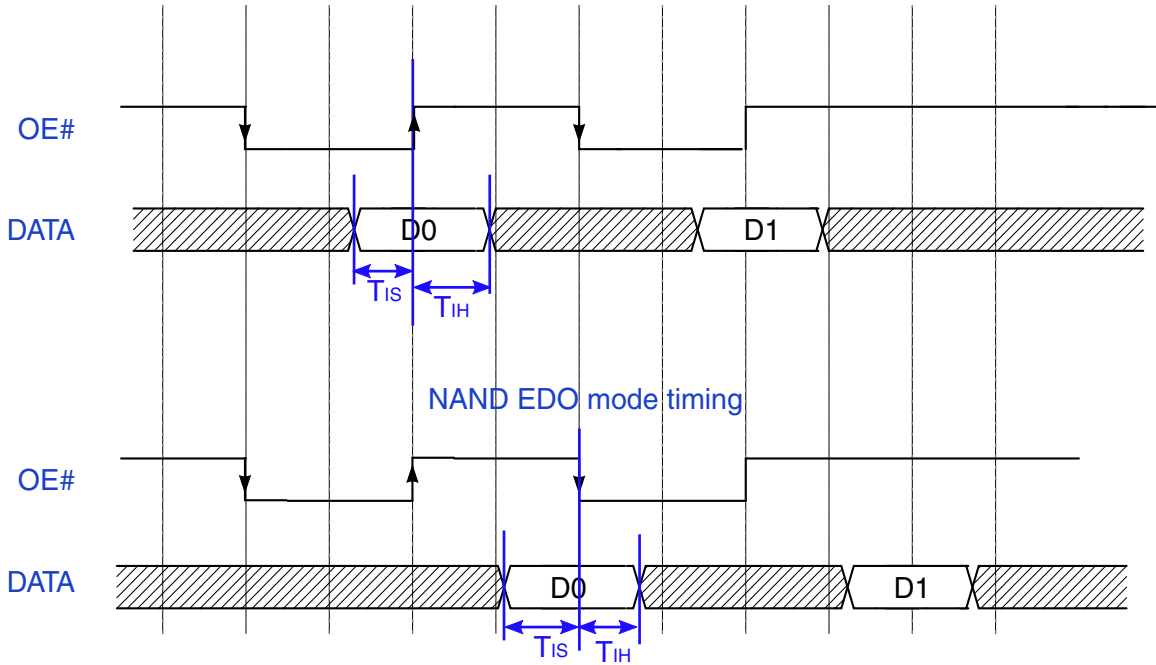 OE#
DATA
D0
D1
TIS
TIH
NAND EDO mode timing
OE#
DATA
D0
D1
TIS
TIH